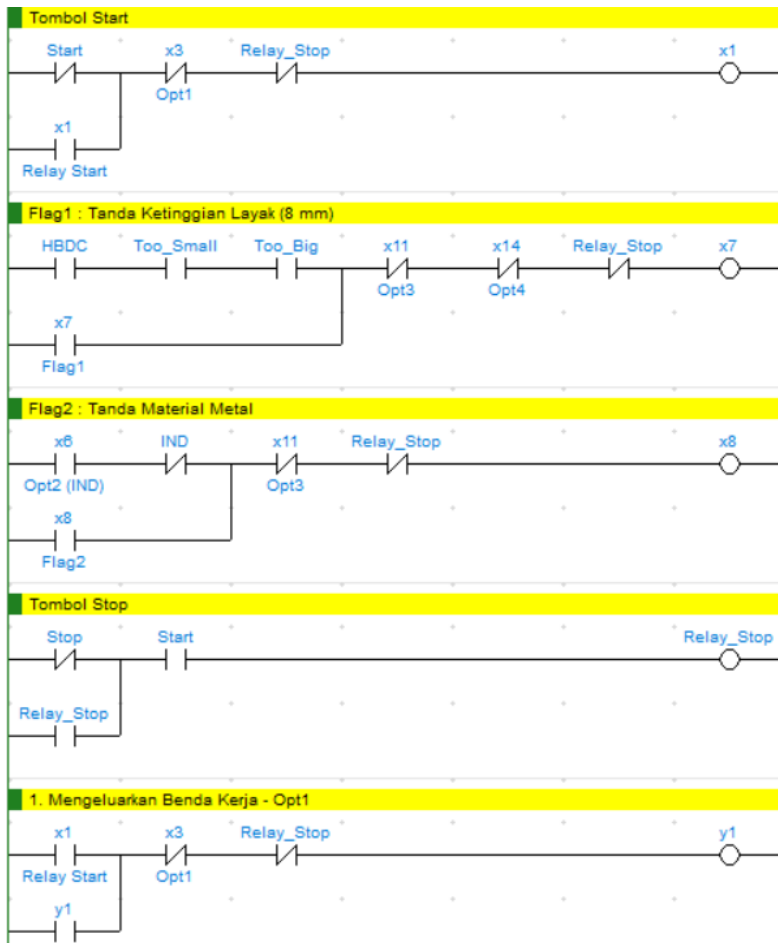 Tombol Start
Start x3 Relay_Stop x1
Opt1
x1
Relay Start
Flag1 : Tanda Ketinggian Layak (8 mm)
HBDC Too_Small Too_Big x11 x14 Relay_Stop x7
Opt3 Opt4
x7
Flag1
Flag2 : Tanda Material Metal
x6 IND x11 Relay_Stop x8
Opt2 (IND) Opt3
x8
Flag2
Tombol Stop
Stop Start Relay_Stop
Relay_Stop
1. Mengeluarkan Benda Kerja - Opt1
x1 x3 Relay_Stop y1
Relay Start Opt1
y1